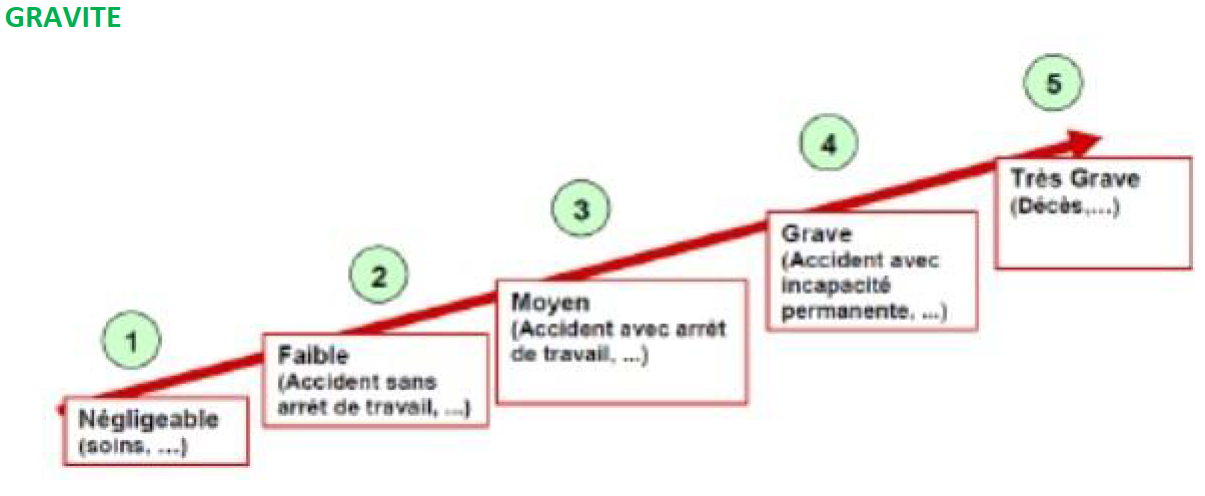 GRAVITE
1
Négligeable
(soins, ...)
2
Faible
(Accident sans
arrêt de travail, ...)
3
Moyen
(Accident avec arrêt
de travail, ...)
4
Grave
(Accident avec
incapacité
permanente, ...)
5
Très Grave
(Décès,...)